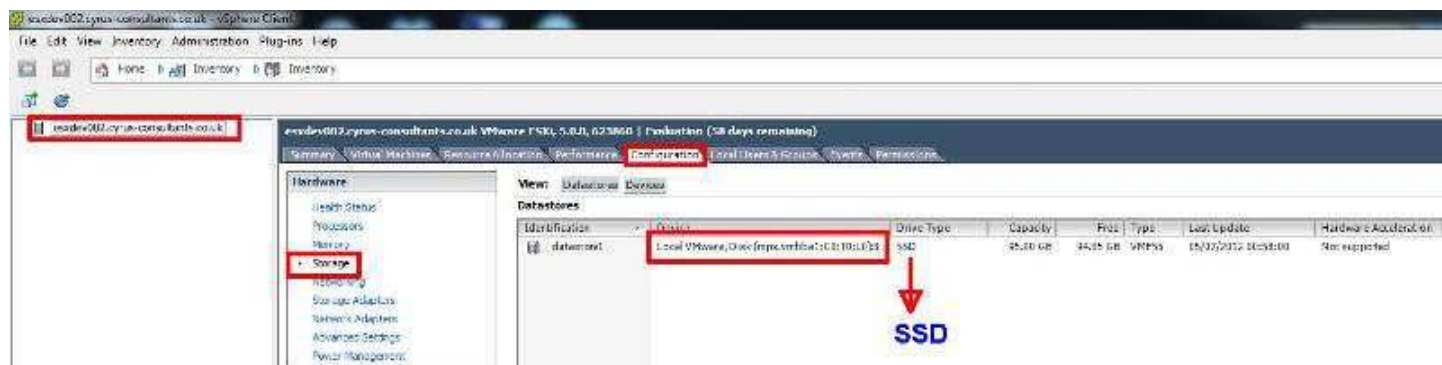 esxdev002.cyrus-consultants.co.uk - vSphere Client
File Edit View Inventory Administration Plug-ins Help
Home Inventory Inventory
esxdev002.cyrus-consultants.co.uk
esxdev002.cyrus-consultants.co.uk VMware ESXi, 5.0.0, 623860 | Evaluation (58 days remaining)
Summary Virtual Machines Resource Allocation Performance Configuration Local Users & Groups Events Permissions
Hardware
Health Status
Processors
Memory
Storage
Networking
Storage Adapters
Network Adapters
Advanced Settings
Power Management
View: Datastores Devices
Datastores
Identification Device Drive Type Capacity Free Type Last Update Hardware Acceleration
datastore1 Local VMware, Disk SSD GB GB VMFS5 Not supported
SSD